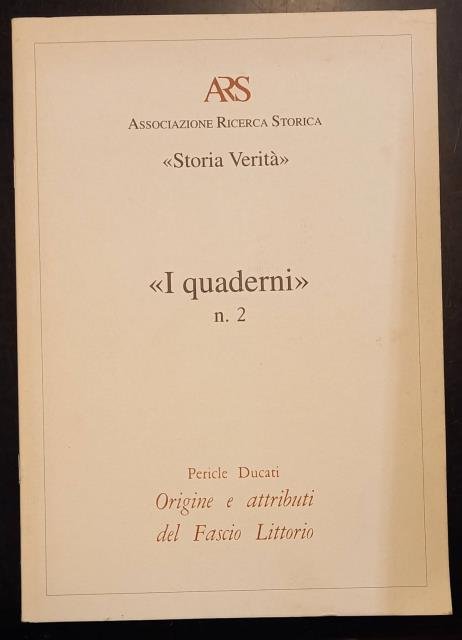 ARS
ASSOCIAZIONE RICERCA STORICA
«Storia Verità»
«I quaderni»
n. 2
Pericle Ducati
Origine e attributi
del Fascio Littorio